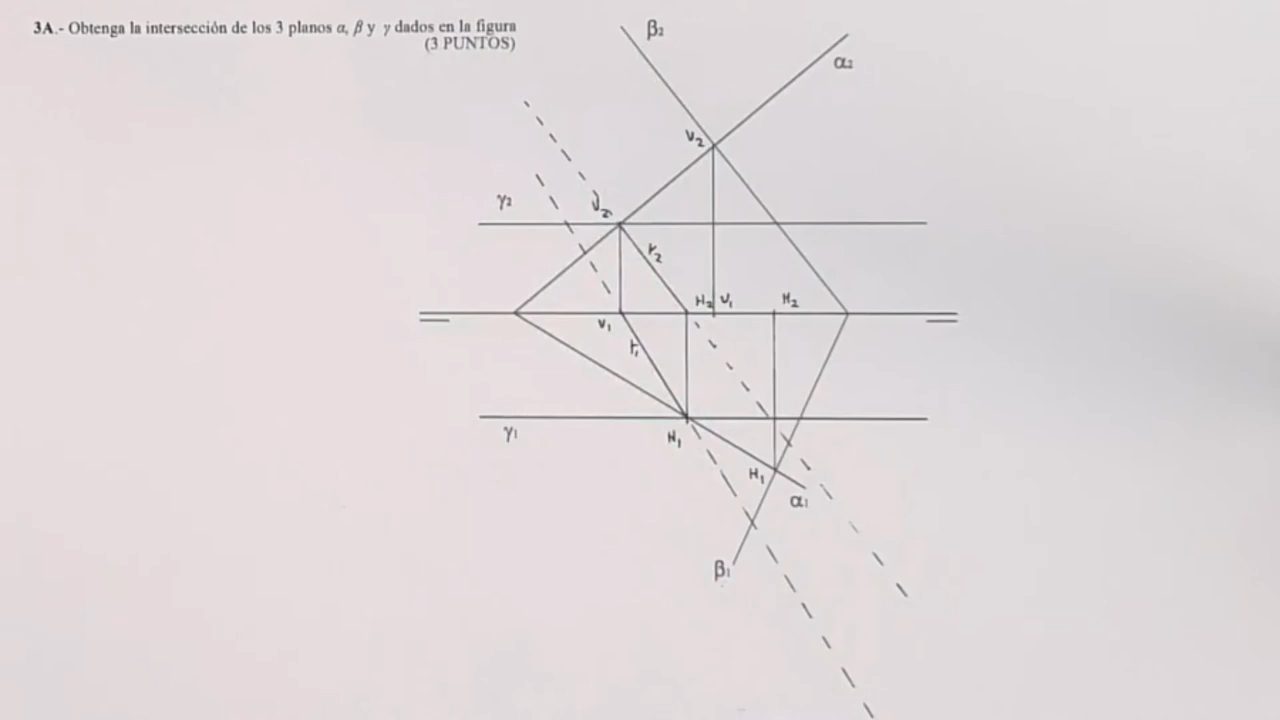 3A.- Obtenga la intersección de los 3 planos α, β y γ dados en la figura
(3 PUNTOS)
β₂
α₂
V₂
γ₂
V₂
r₂
H₂ V₁ H₂
V₁
r₁
γ₁
H₁
H₁
α₁
β₁